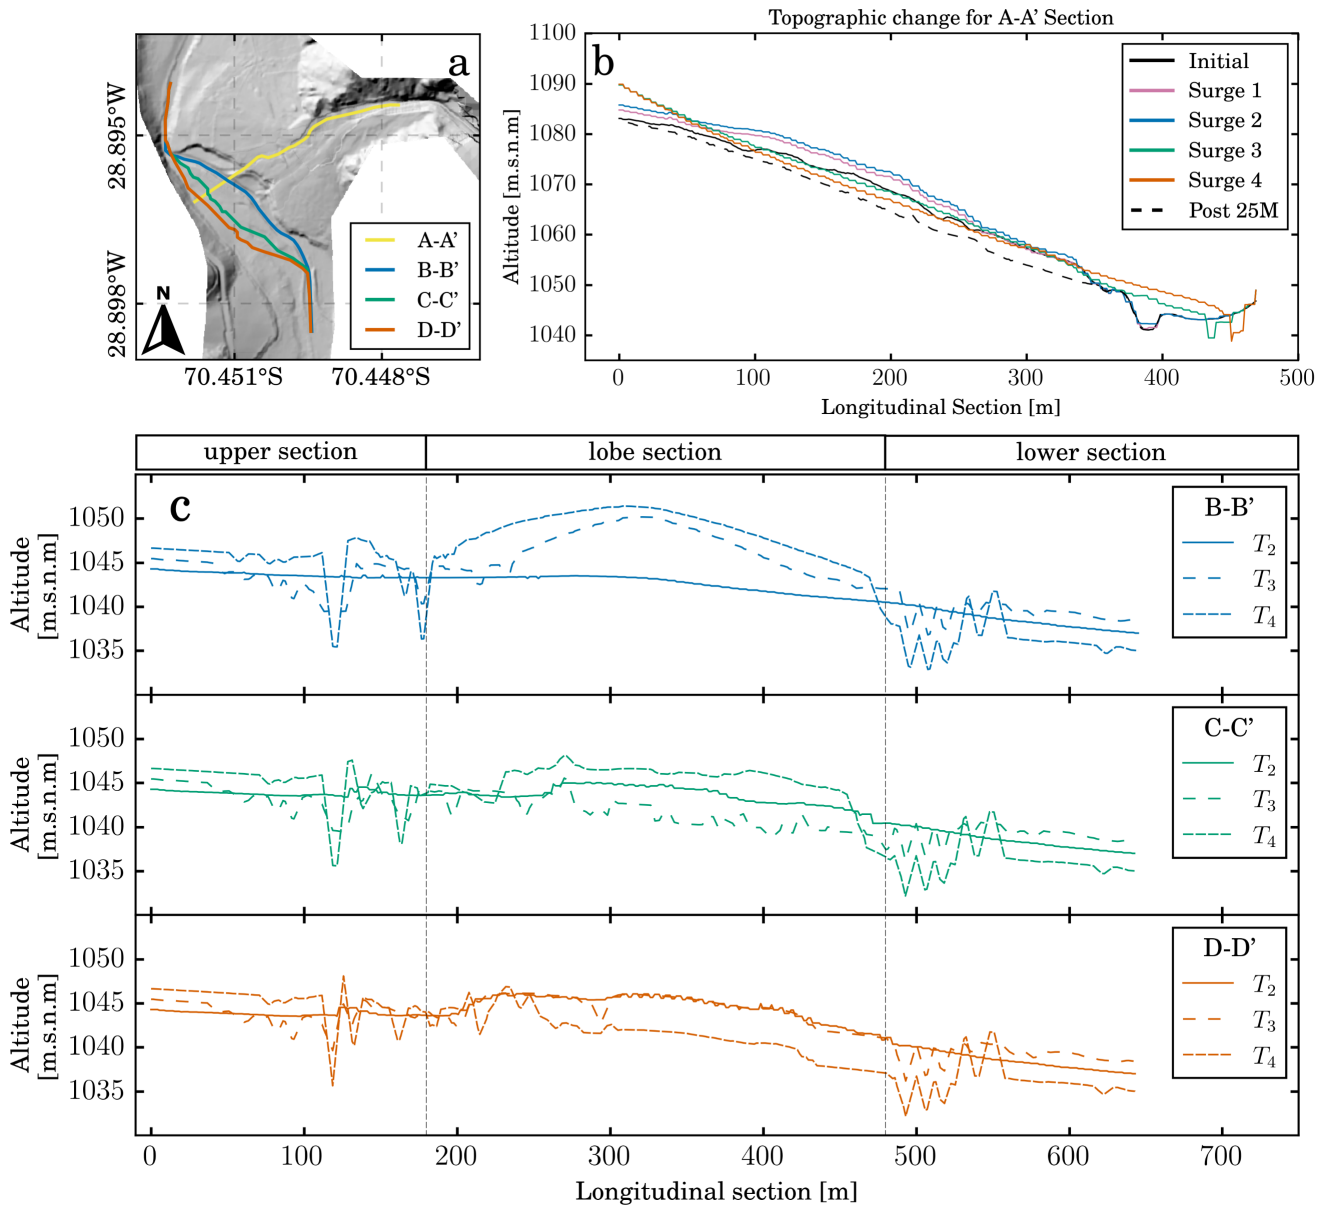 Topographic change for A-A’ Section
a
28.895°W
28.898°W
70.451°S
70.448°S
N
A-A’
B-B’
C-C’
D-D’
b
Altitude [m.s.n.m]
1100
1090
1080
1070
1060
1050
1040
0 100 200 300 400 500
Longitudinal Section [m]
Initial
Surge 1
Surge 2
Surge 3
Surge 4
Post 25M
upper section lobe section lower section
c
Altitude
[m.s.n.m]
1050
1045
1040
1035
B-B’
T2
T3
T4
Altitude
[m.s.n.m]
1050
1045
1040
1035
C-C’
T2
T3
T4
Altitude
[m.s.n.m]
1050
1045
1040
1035
D-D’
T2
T3
T4
0 100 200 300 400 500 600 700
Longitudinal section [m]